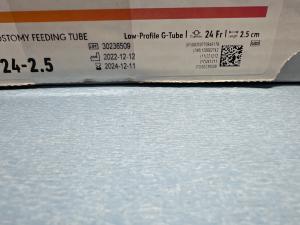 OSTOMY FEEDING TUBE
Low-Profile G-Tube | 24 Fr | 2.5 cm
REF 30236509
2022-12-12
2024-12-11
24-2.5